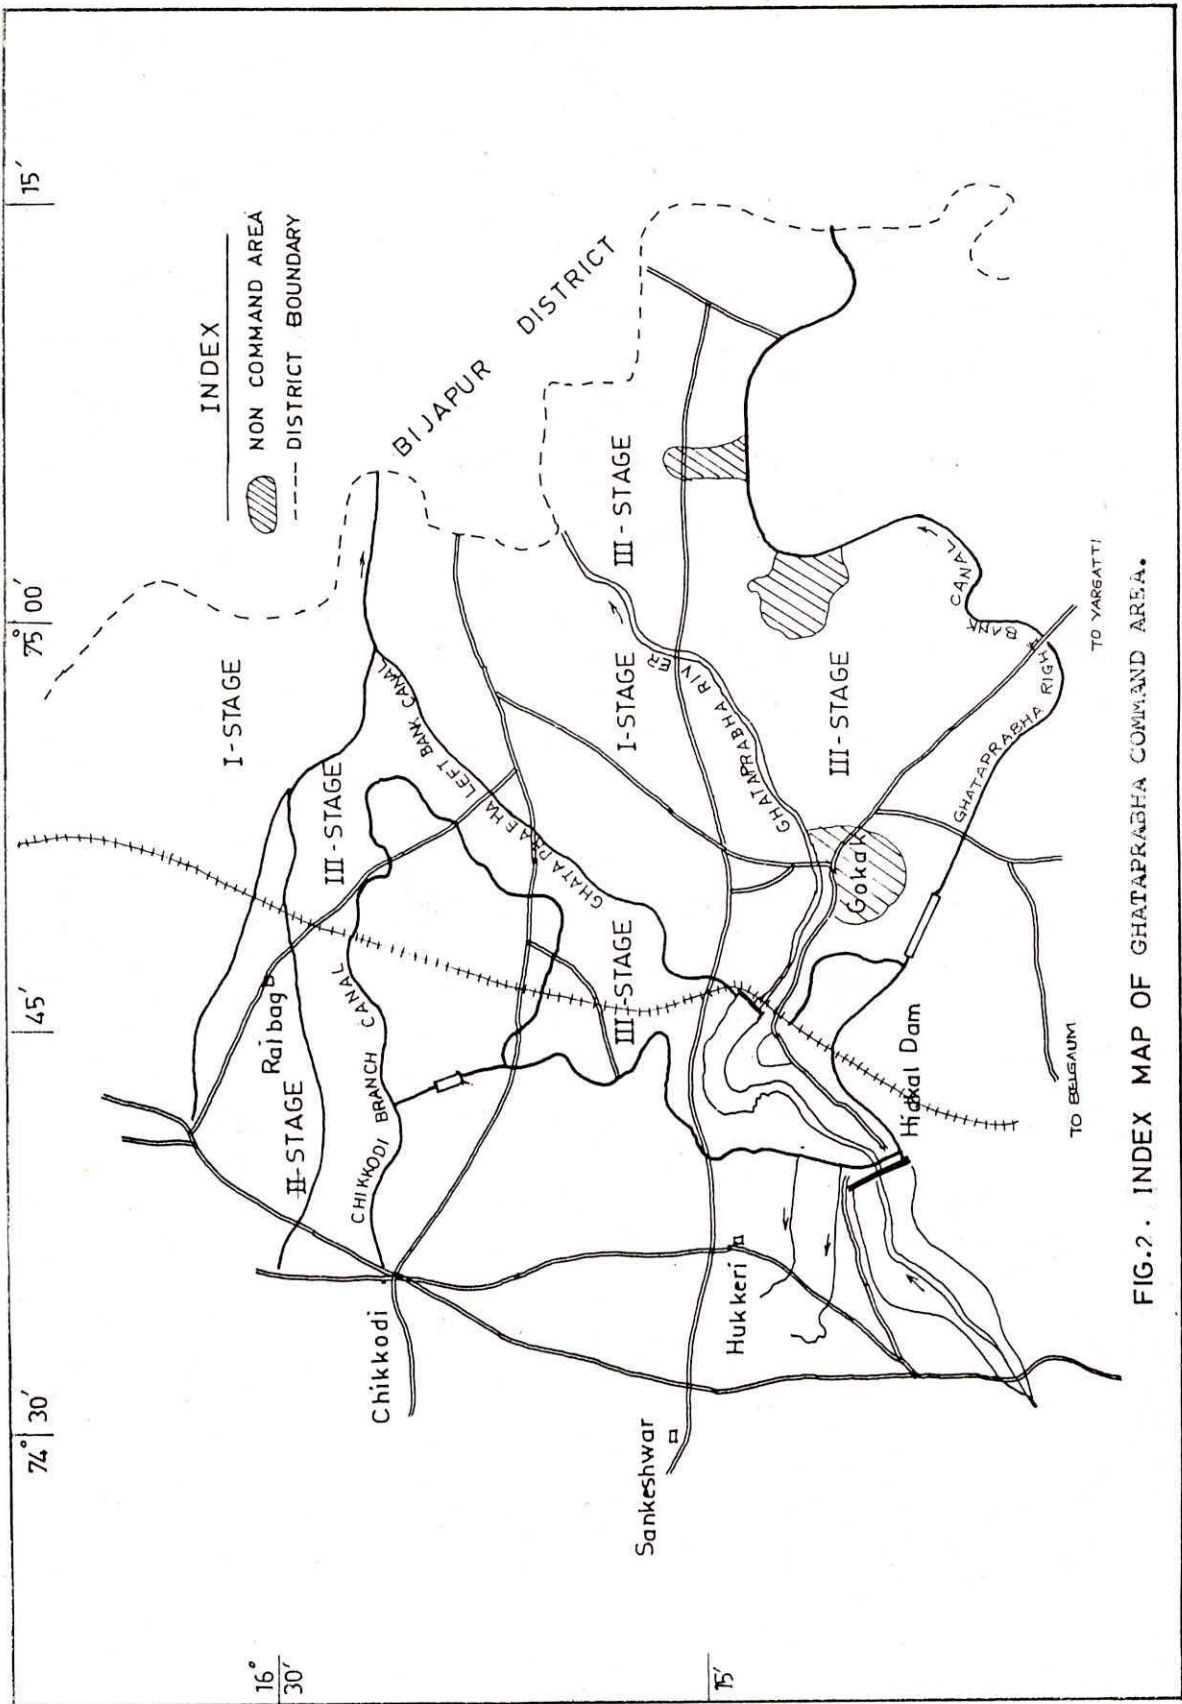 74° 30'
45'
75° 00'
15'
16°
30'
15'
INDEX
NON COMMAND AREA
DISTRICT BOUNDARY
BIJAPUR DISTRICT
I-STAGE
III-STAGE
II-STAGE
Raibag
CHIKKODI BRANCH CANAL
GHATA PRABHA LEFT BANK CANAL
Chikkodi
III-STAGE
I-STAGE
III-STAGE
GHATAPRABHA RIVER
III-STAGE
Sankeshwar
Hukkeri
Gokak
Hidkal Dam
GHATAPRABHA RIGH BANK CANAL
TO BELGAUM
TO YARGATTI
FIG.2. INDEX MAP OF GHATAPRABHA COMMAND AREA.